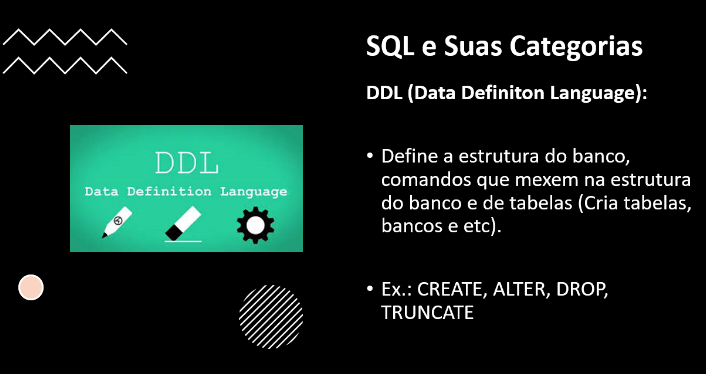 SQL e Suas Categorias
DDL (Data Definiton Language):
DDL
Data Definition Language
• Define a estrutura do banco,
comandos que mexem na estrutura
do banco e de tabelas (Cria tabelas,
bancos e etc).
• Ex.: CREATE, ALTER, DROP,
TRUNCATE